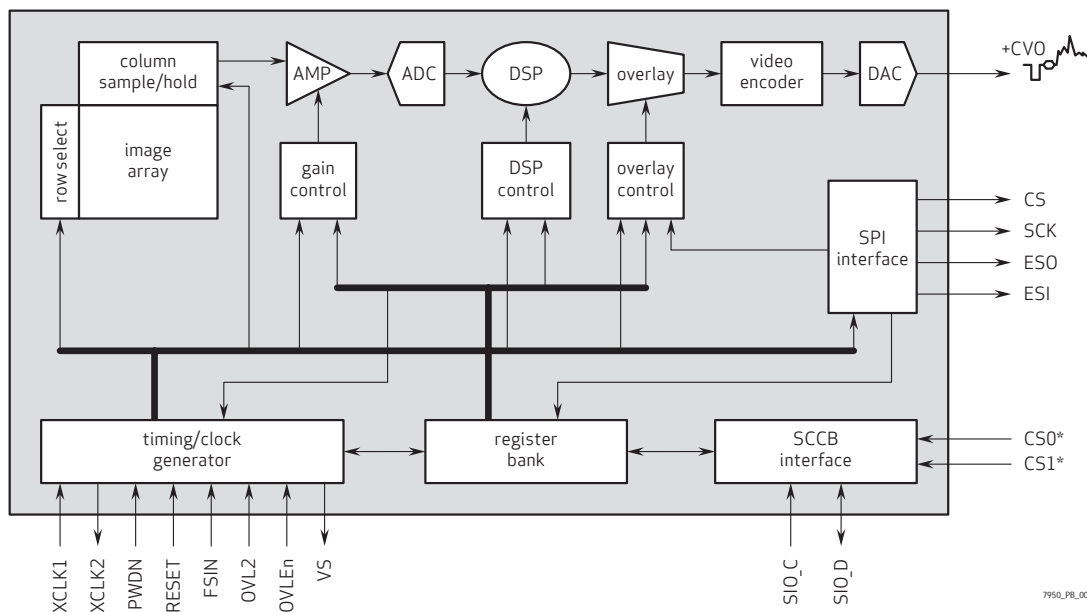 column
sample/hold
AMP
ADC
DSP
overlay
video
encoder
DAC
+CVO
row select
image
array
gain
control
DSP
control
overlay
control
SPI
interface
CS
SCK
ESO
ESI
timing/clock
generator
register
bank
SCCB
interface
CS0*
CS1*
XCLK1
XCLK2
PWDN
RESET
FSIN
OVL2
OVLEn
VS
SIO_C
SIO_D